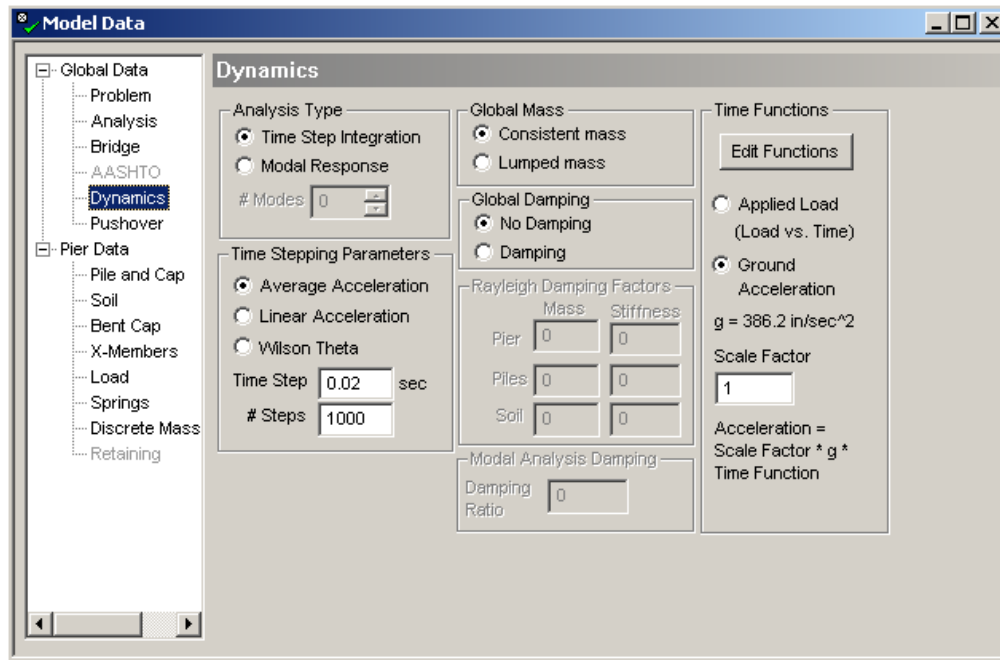 Model Data
Global Data
Problem
Analysis
Bridge
AASHTO
Dynamics
Pushover
Pier Data
Pile and Cap
Soil
Bent Cap
X-Members
Load
Springs
Discrete Mass
Retaining
Dynamics
Analysis Type
Time Step Integration
Modal Response
# Modes 0
Time Stepping Parameters
Average Acceleration
Linear Acceleration
Wilson Theta
Time Step 0.02 sec
# Steps 1000
Global Mass
Consistent mass
Lumped mass
Global Damping
No Damping
Damping
Rayleigh Damping Factors
Mass Stiffness
Pier 0 0
Piles 0 0
Soil 0 0
Modal Analysis Damping
Damping
Ratio
0
Time Functions
Edit Functions
Applied Load
(Load vs. Time)
Ground
Acceleration
g = 386.2 in/sec^2
Scale Factor
1
Acceleration =
Scale Factor * g *
Time Function